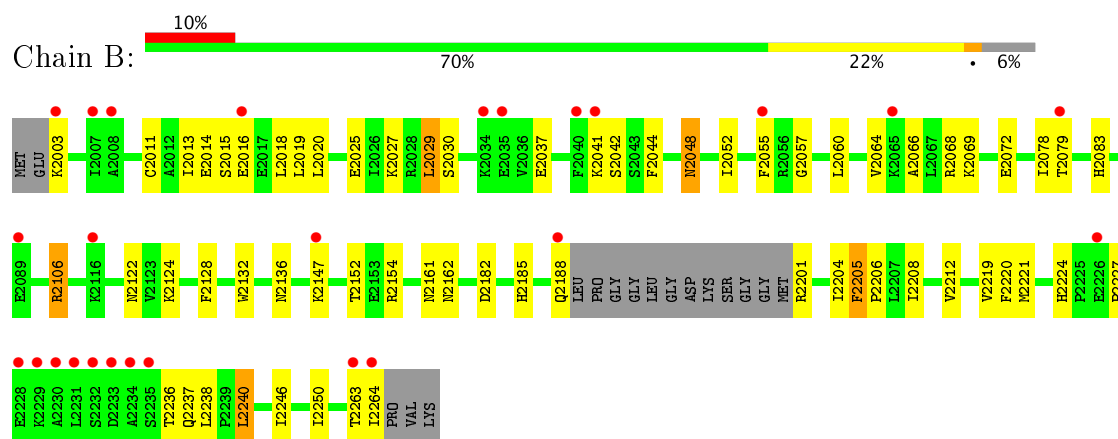 10%
Chain B:
70% 22% • 6%
MET GLU K2003 I2007 A2008 C2011 A2012 I2013 E2014 S2015 E2016 E2017 L2018 L2019 L2020 E2025 I2026 K2027 R2028 L2029 S2030 K2034 E2035 V2036 E2037 F2040 K2041 S2042 S2043 F2044 N2048 I2052 F2055 R2056 G2057 L2060 V2064 K2065 A2066 L2067 R2068 K2069 E2072 I2078 T2079 H2083
E2089 R2106 K2116 N2122 V2123 K2124 F2128 W2132 N2136 K2147 T2152 E2153 R2154 N2161 N2162 D2182 H2185 Q2188 LEU PRO GLY GLY LEU GLY ASP LYS SER GLY GLY MET R2201 I2204 F2205 P2206 L2207 I2208 V2212 V2219 F2220 M2221 H2224 P2225 E2226
E2228 K2229 A2230 L2231 S2232 D2233 A2234 S2235 T2236 Q2237 L2238 P2239 L2240 I2246 I2250 T2263 I2264 PRO VAL LYS